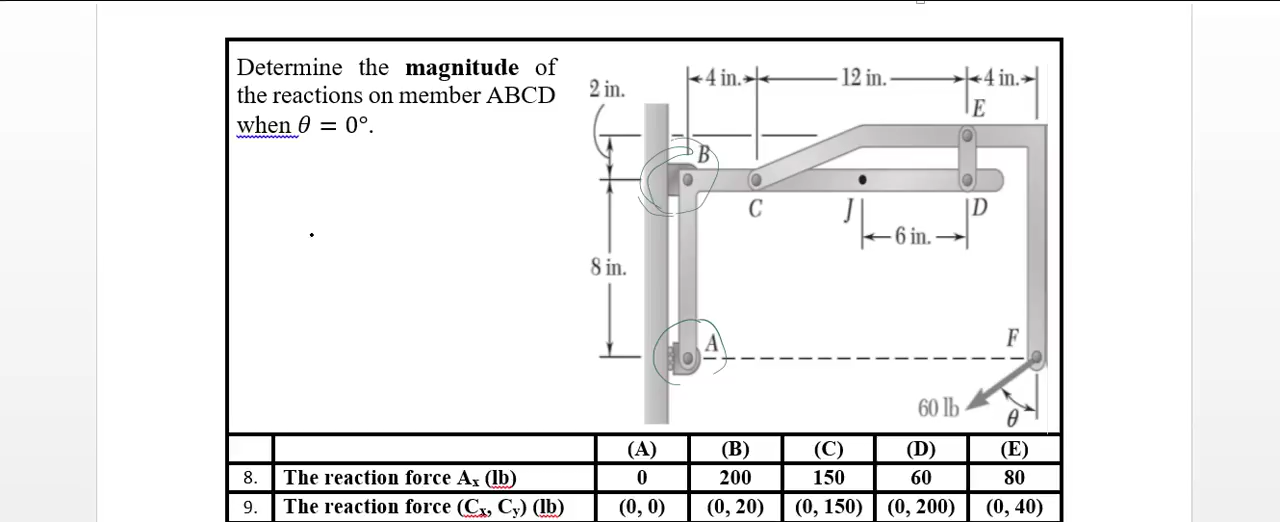 Determine the magnitude of
the reactions on member ABCD
when θ = 0°.
2 in.
4 in.
12 in.
4 in.
E
B
C
J
D
6 in.
8 in.
A
F
60 lb
θ
(A) (B) (C) (D) (E)
8. The reaction force Ax (lb) 0 200 150 60 80
9. The reaction force (Cx, Cy) (lb) (0, 0) (0, 20) (0, 150) (0, 200) (0, 40)